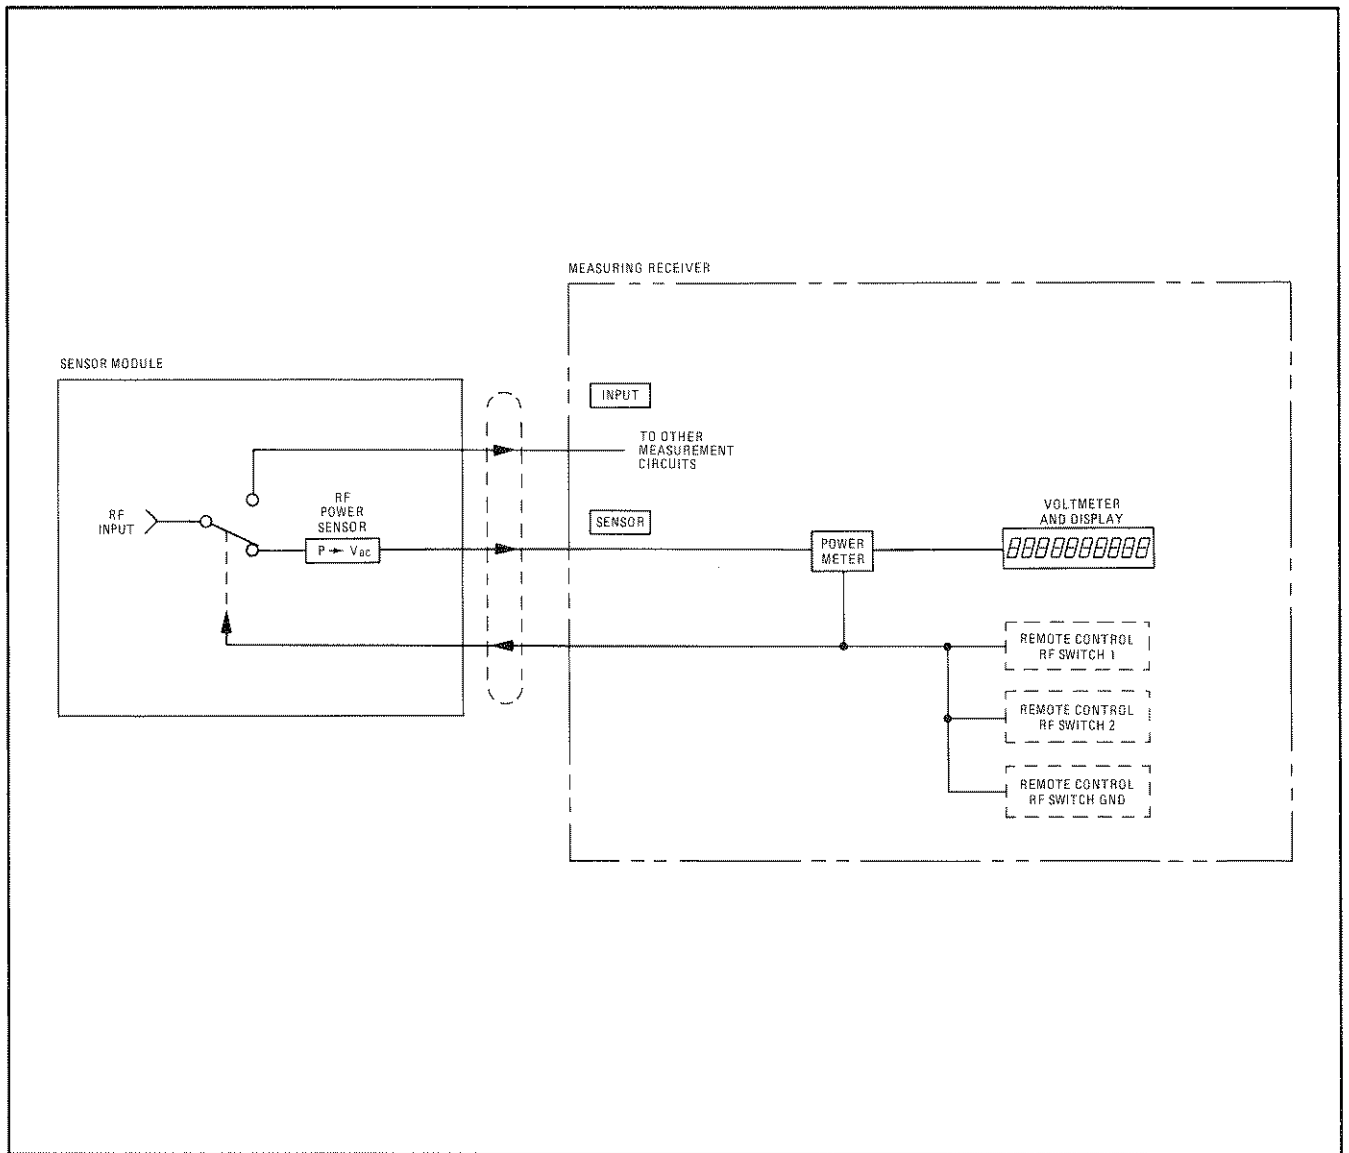 MEASURING RECEIVER
SENSOR MODULE
INPUT
TO OTHER
MEASUREMENT
CIRCUITS
RF
INPUT
RF
POWER
SENSOR
P → Vac
SENSOR
POWER
METER
VOLTMETER
AND DISPLAY
REMOTE CONTROL
RF SWITCH 1
REMOTE CONTROL
RF SWITCH 2
REMOTE CONTROL
RF SWITCH GND